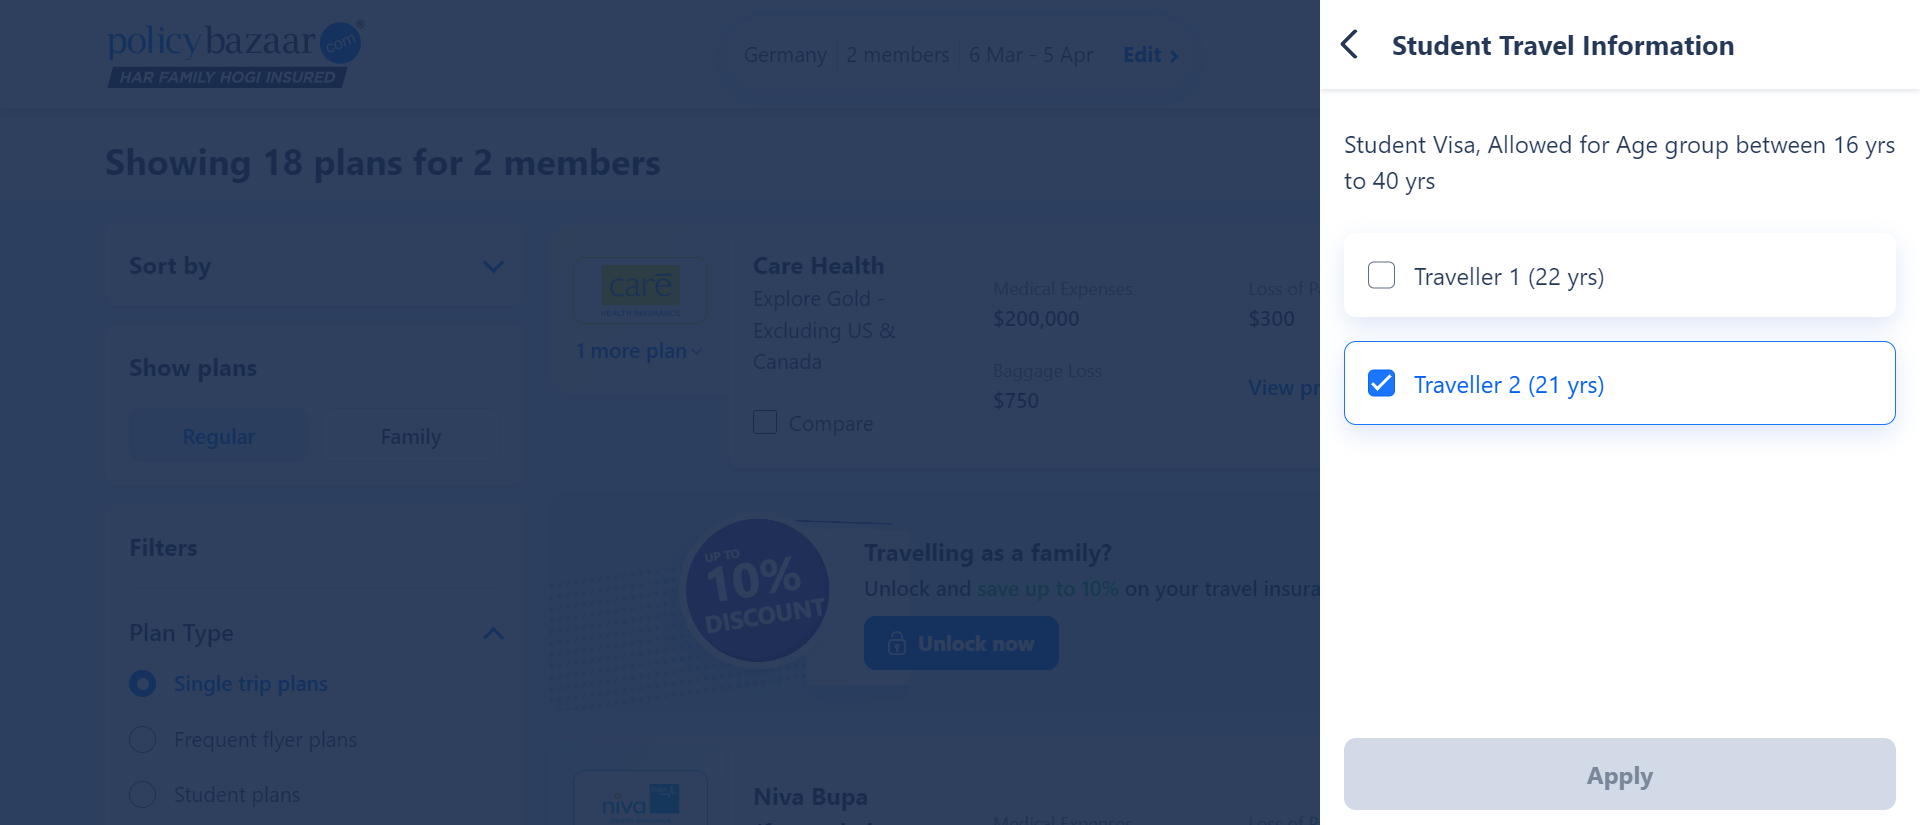 policybazaar com
HAR FAMILY HOGI INSURED
Germany 2 members 6 Mar - 5 Apr Edit
Showing 18 plans for 2 members
Sort by
Show plans
Regular Family
Filters
Plan Type
Single trip plans
Frequent flyer plans
Student plans
care
HEALTH INSURANCE
1 more plan
Care Health
Explore Gold -
Excluding US &
Canada
Compare
Medical Expenses
$200,000
Baggage Loss
$750
Loss of
$300
View
UP TO
10%
DISCOUNT
Travelling as a family?
Unlock and save up to 10% on your travel
Unlock now
niva
Niva Bupa
Medical Expenses
Loss of
Student Travel Information
Student Visa, Allowed for Age group between 16 yrs
to 40 yrs
Traveller 1 (22 yrs)
Traveller 2 (21 yrs)
Apply